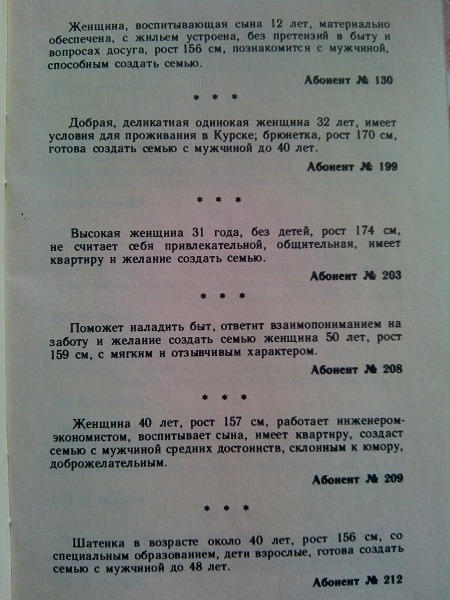 Женщина, воспитывающая сына 12 лет, материально
обеспечена, с жильем устроена, без претензий в быту и
вопросах досуга, рост 156 см, познакомится с мужчиной,
способным создать семью.
Абонент № 130
* * *
Добрая, деликатная одинокая женщина 32 лет, имеет
условия для проживания в Курске; брюнетка, рост 170 см,
готова создать семью с мужчиной до 40 лет.
Абонент № 199
* * *
Высокая женщина 31 года, без детей, рост 174 см,
не считает себя привлекательной, общительная, имеет
квартиру и желание создать семью.
Абонент № 203
* * *
Поможет наладить быт, ответит взаимопониманием на
заботу и желание создать семью женщина 50 лет, рост
159 см, с мягким и отзывчивым характером.
Абонент № 208
* * *
Женщина 40 лет, рост 157 см, работает инженером-
экономистом, воспитывает сына, имеет квартиру, создаст
семью с мужчиной средних достоинств, склонным к юмору,
доброжелательным.
Абонент № 209
* * *
Шатенка в возрасте около 40 лет, рост 156 см, со
специальным образованием, дети взрослые, готова создать
семью с мужчиной до 48 лет.
Абонент № 212